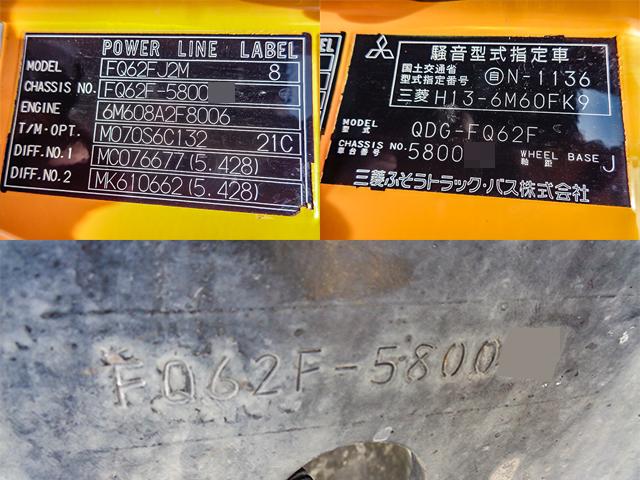 POWER LINE LABEL
MODEL FQ62FJ2M 8
CHASSIS NO. FQ62F-5800
ENGINE 6M608A2F8006
T/M・OPT. M070S6C132 21C
DIFF.NO.1 MC076677(5.428)
DIFF.NO.2 MK610662(5.428)
騒音型式指定車
国土交通省
型式指定番号 自N-1136
三菱 H13-6M60FK9
MODEL
型式 QDG-FQ62F
CHASSIS NO.
車台番号 5800 WHEEL BASE
軸距 J
三菱ふそうトラック・バス株式会社
FQ62F-5800